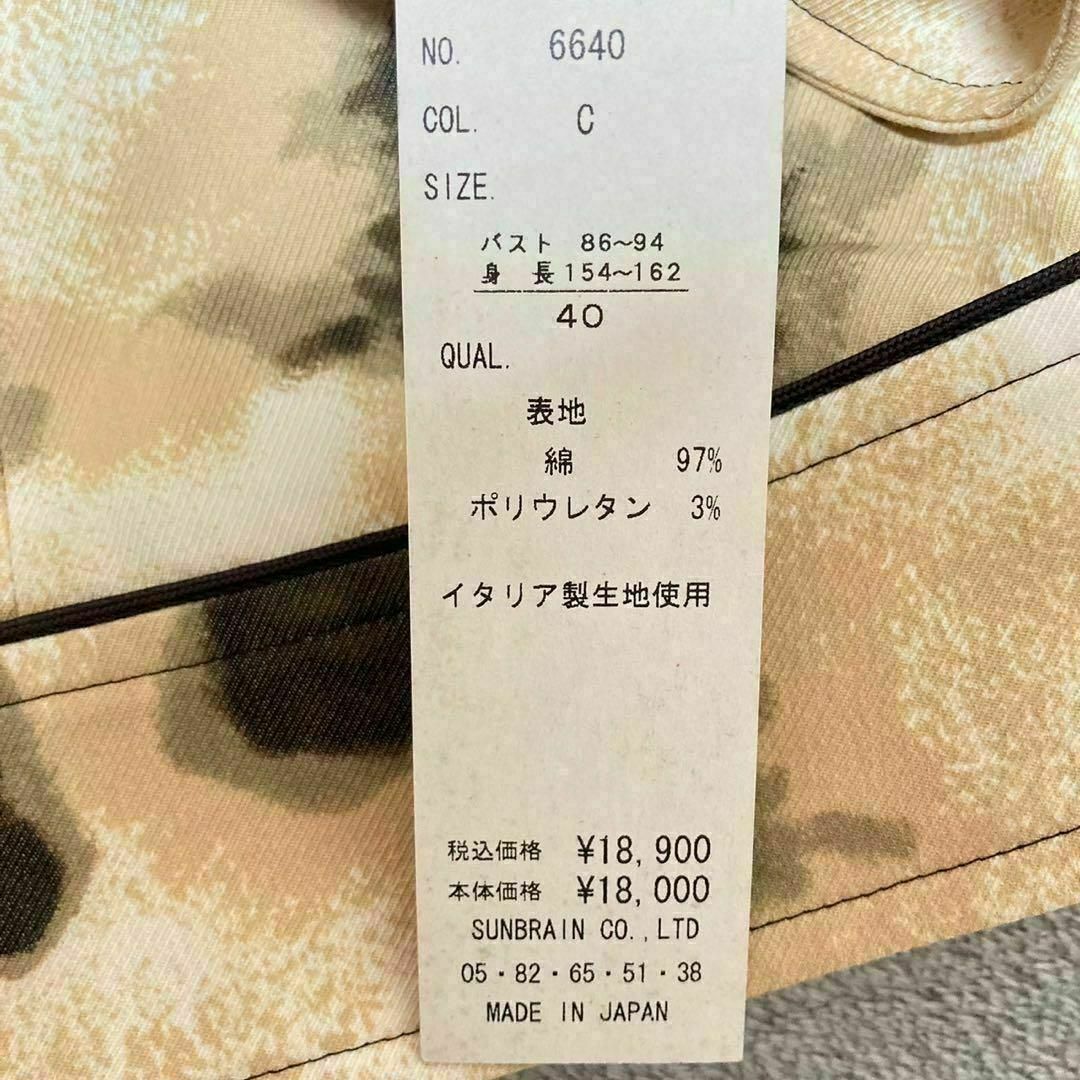 NO. 6640
COL. C
SIZE.
バスト 86～94
身 長154～162
40
QUAL.
表地
綿 97%
ポリウレタン 3%
イタリア製生地使用
税込価格 ¥18,900
本体価格 ¥18,000
SUNBRAIN CO.,LTD
05・82・65・51・38
MADE IN JAPAN